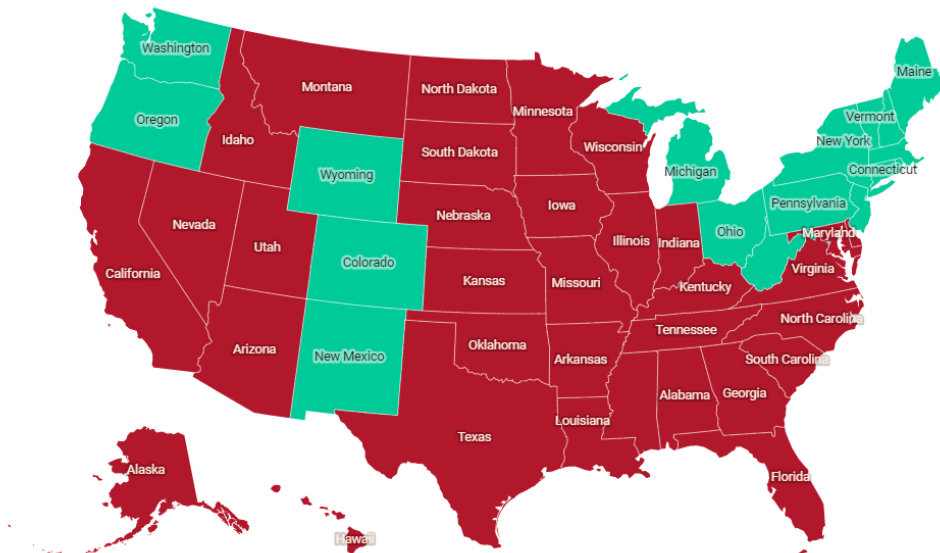 Washington
Maine
Montana
North Dakota
Minnesota
Vermont
Oregon
Idaho
New York
Wisconsin
South Dakota
Michigan
Connecticut
Wyoming
Pennsylvania
Iowa
Nebraska
Nevada
Ohio
Maryland
Utah
Illinois
Indiana
Colorado
California
Kansas
Missouri
Virginia
Kentucky
North Carolina
Tennessee
Arizona
New Mexico
Oklahoma
Arkansas
South Carolina
Alabama
Georgia
Louisiana
Texas
Alaska
Florida
Hawaii